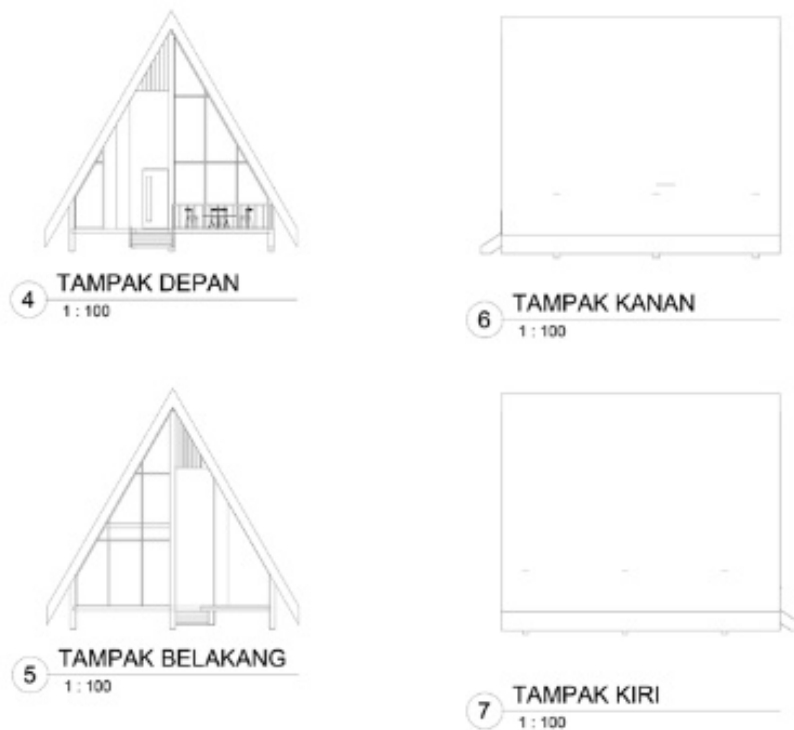 4
TAMPAK DEPAN
1 : 100
6
TAMPAK KANAN
1 : 100
5
TAMPAK BELAKANG
1 : 100
7
TAMPAK KIRI
1 : 100